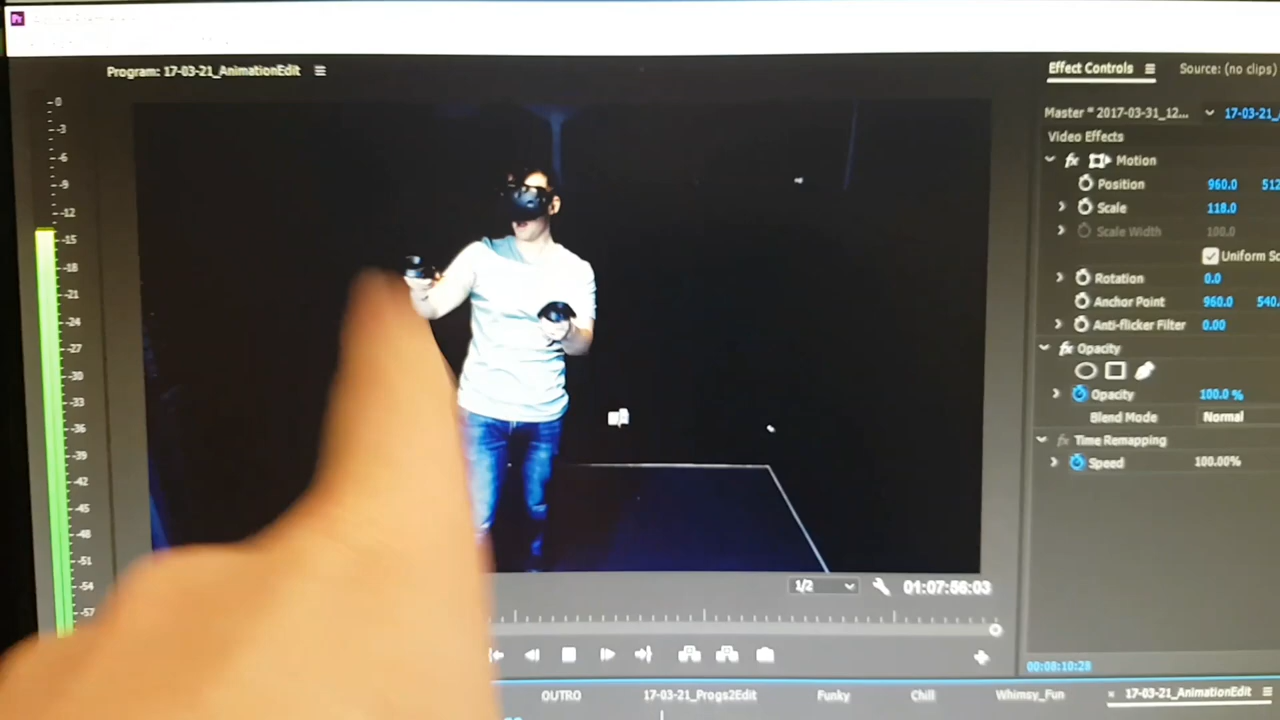 Pr
Program: 17-03-21_AnimationEdit
Effect Controls
Source: (no clips)
0
-3
-6
-9
-12
-15
-18
-21
-24
-27
-30
-33
-36
-39
-42
-45
-48
-51
-54
-57
Master * 2017-03-31_12... 17-03-21_
Video Effects
fx Motion
Position 960.0 512
Scale 118.0
Scale Width 100.0
Uniform Sc
Rotation 0.0
Anchor Point 960.0 540.
Anti-flicker Filter 0.00
fx Opacity
Opacity 100.0 %
Blend Mode Normal
fx Time Remapping
Speed 100.00%
1/2 01:07:56:03
00:08:10:28
OUTRO 17-03-21_Progs2Edit Funky Chill Whimsy_Fun × 17-03-21_AnimationEdit